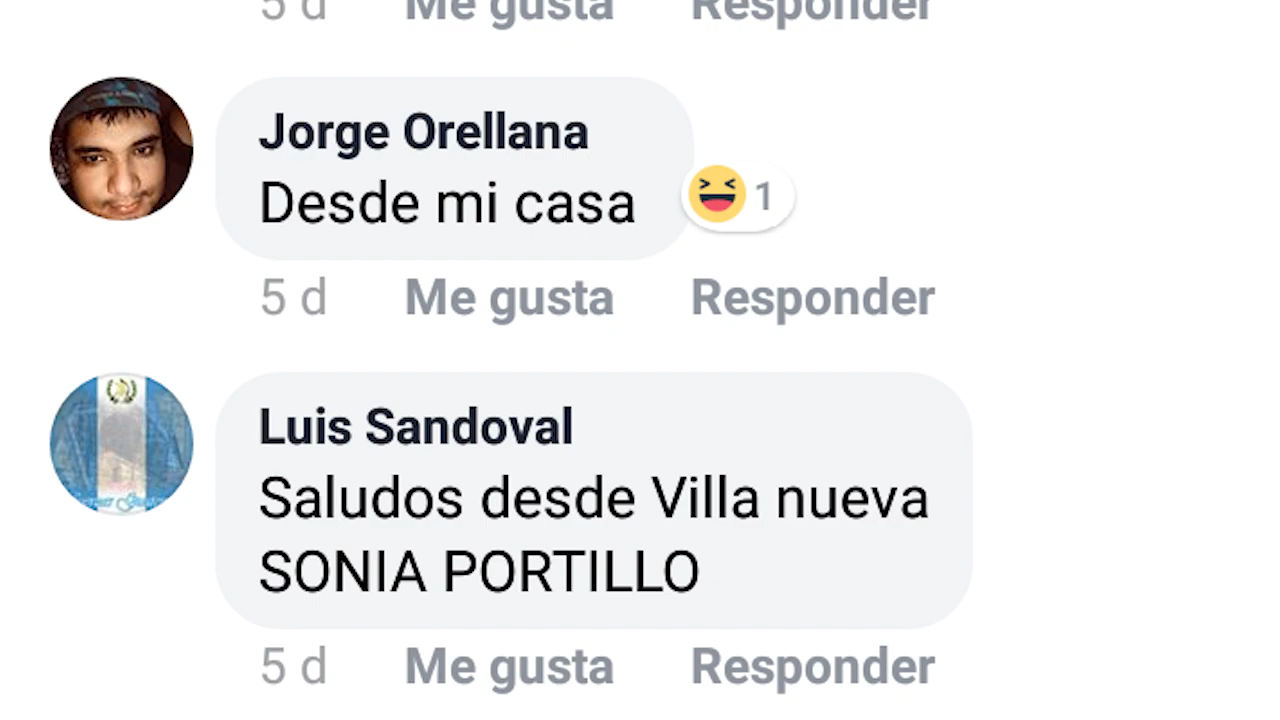 5 d Me gusta Responder
Jorge Orellana
Desde mi casa
1
5 d Me gusta Responder
Luis Sandoval
Saludos desde Villa nueva
SONIA PORTILLO
5 d Me gusta Responder